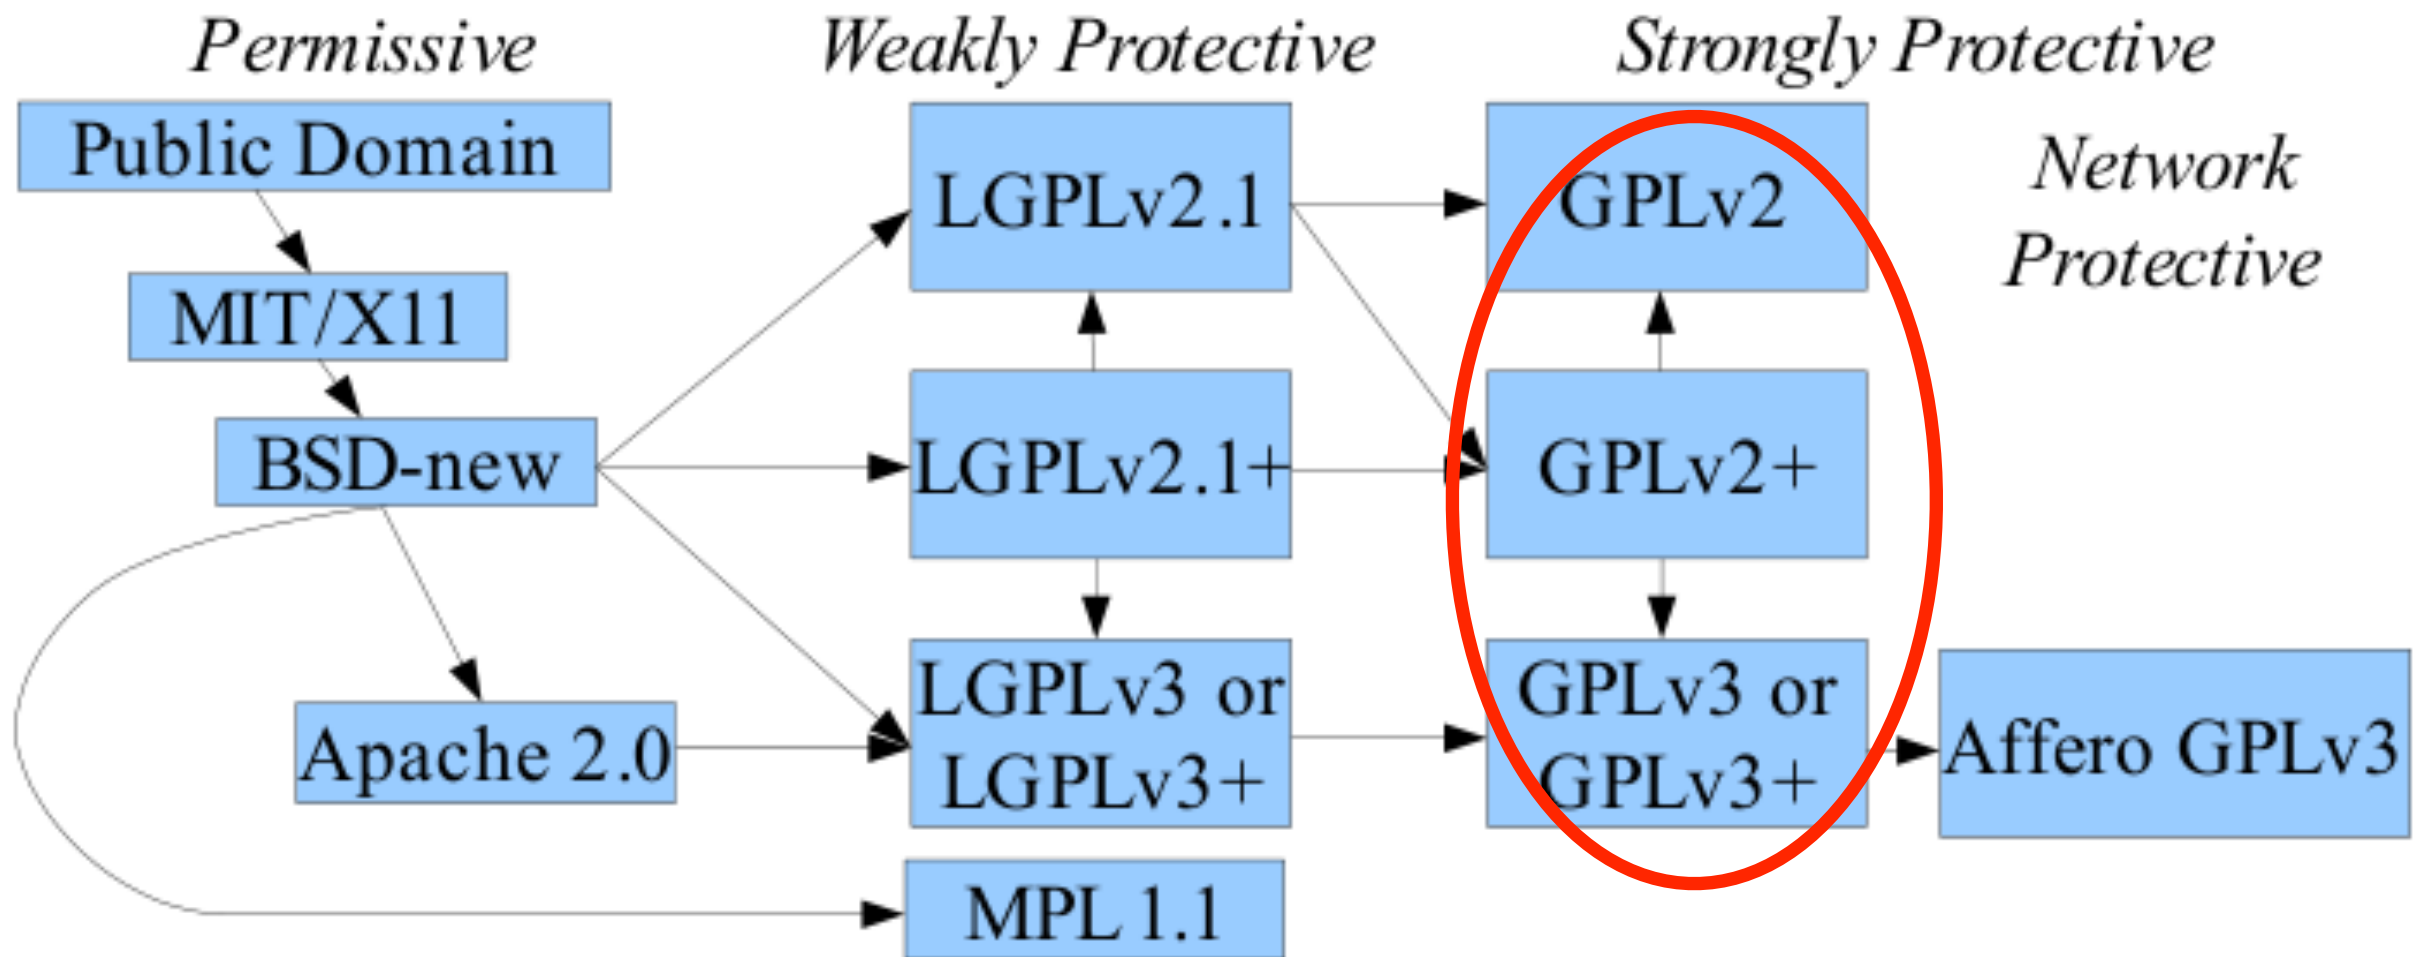 Permissive
Weakly Protective
Strongly Protective
Public Domain
MIT/X11
BSD-new
Apache 2.0
LGPLv2.1
LGPLv2.1+
LGPLv3 or
LGPLv3+
MPL 1.1
GPLv2
GPLv2+
GPLv3 or
GPLv3+
Network
Protective
Affero GPLv3